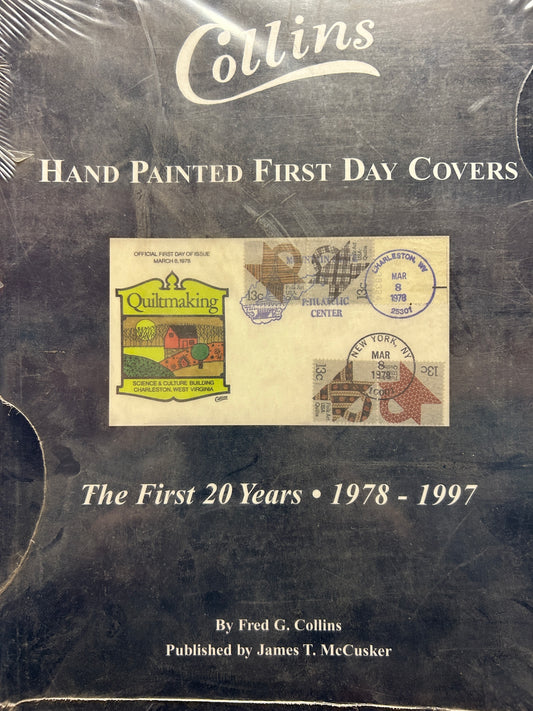 Collins
HAND PAINTED FIRST DAY COVERS
OFFICIAL FIRST DAY OF ISSUE
MARCH 8, 1978
Quiltmaking
SCIENCE & CULTURE BUILDING
CHARLESTON, WEST VIRGINIA
Collins
13c
13c
PHILATELIC
CENTER
CHARLESTON, WV
MAR
8
1978
25301
NEW YORK, NY
MAR
8
1978
13c
13c
The First 20 Years • 1978 - 1997
By Fred G. Collins
Published by James T. McCusker